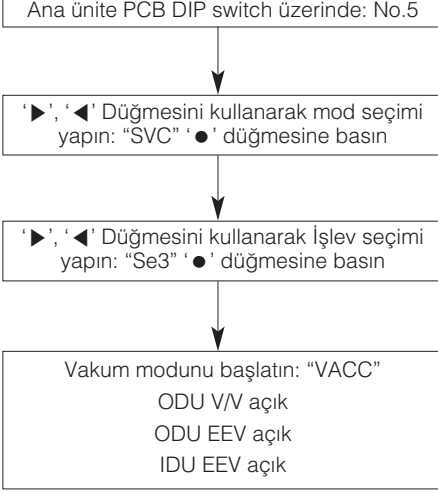 Ana ünite PCB DIP switch üzerinde: No.5
‘▶’, ‘◀’ Düğmesini kullanarak mod seçimi
yapın: “SVC” ‘●’ düğmesine basın
‘▶’, ‘◀’ Düğmesini kullanarak İşlev seçimi
yapın: “Se3” ‘●’ düğmesine basın
Vakum modunu başlatın: “VACC”
ODU V/V açık
ODU EEV açık
IDU EEV açık